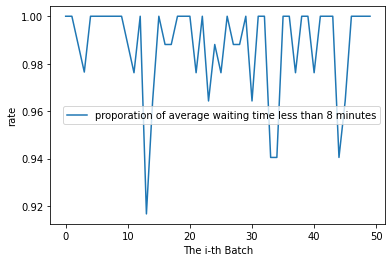 1.00
0.98
0.96
0.94
0.92
rate
proporation of average waiting time less than 8 minutes
0 10 20 30 40 50
The i-th Batch